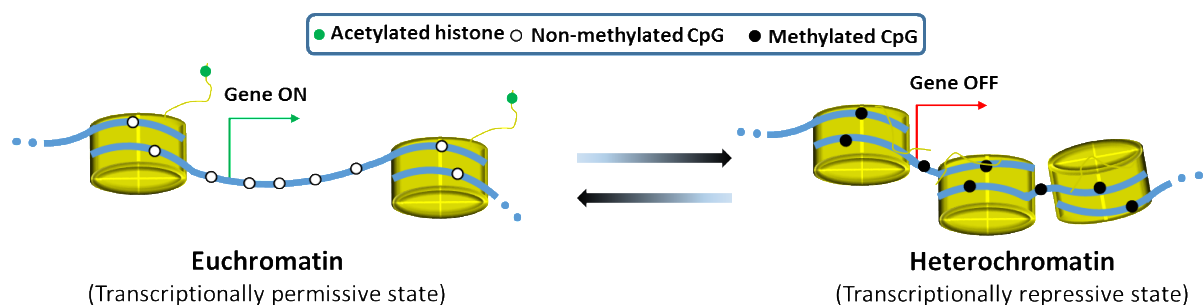 Acetylated histone Non-methylated CpG Methylated CpG
Gene ON
Gene OFF
Euchromatin
(Transcriptionally permissive state)
Heterochromatin
(Transcriptionally repressive state)